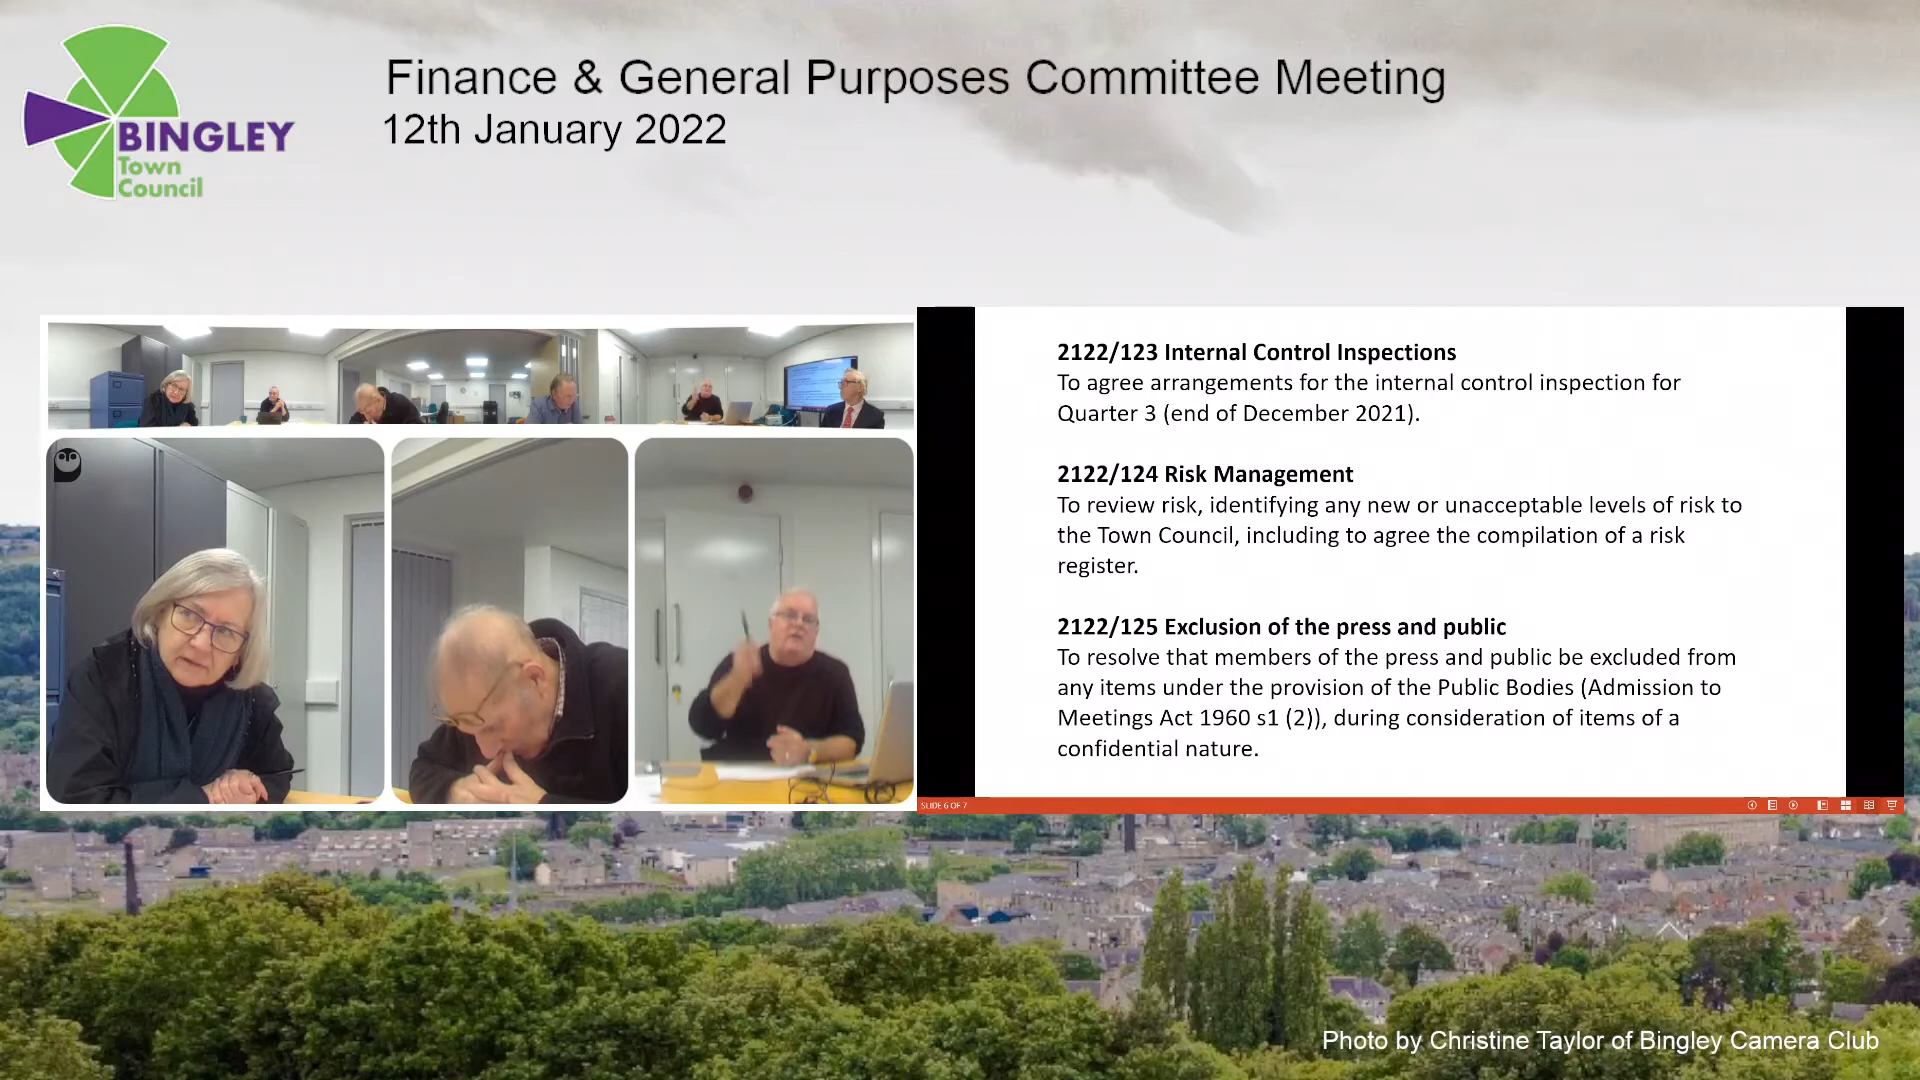 BINGLEY
Town
Council
Finance & General Purposes Committee Meeting
12th January 2022
2122/123 Internal Control Inspections
To agree arrangements for the internal control inspection for
Quarter 3 (end of December 2021).
2122/124 Risk Management
To review risk, identifying any new or unacceptable levels of risk to
the Town Council, including to agree the compilation of a risk
register.
2122/125 Exclusion of the press and public
To resolve that members of the press and public be excluded from
any items under the provision of the Public Bodies (Admission to
Meetings Act 1960 s1 (2)), during consideration of items of a
confidential nature.
SLIDE 6 OF 7
Photo by Christine Taylor of Bingley Camera Club